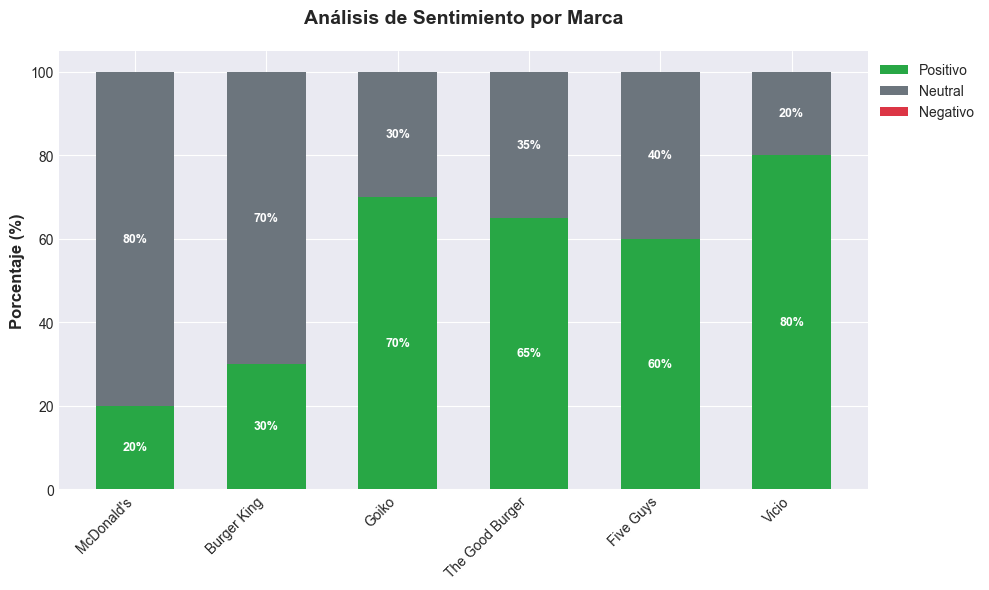 Análisis de Sentimiento por Marca
Positivo
Neutral
Negativo
Porcentaje (%)
100
80
60
40
20
0
80%
20%
70%
30%
30%
70%
35%
65%
40%
60%
20%
80%
McDonald's
Burger King
Goiko
The Good Burger
Five Guys
Vicio